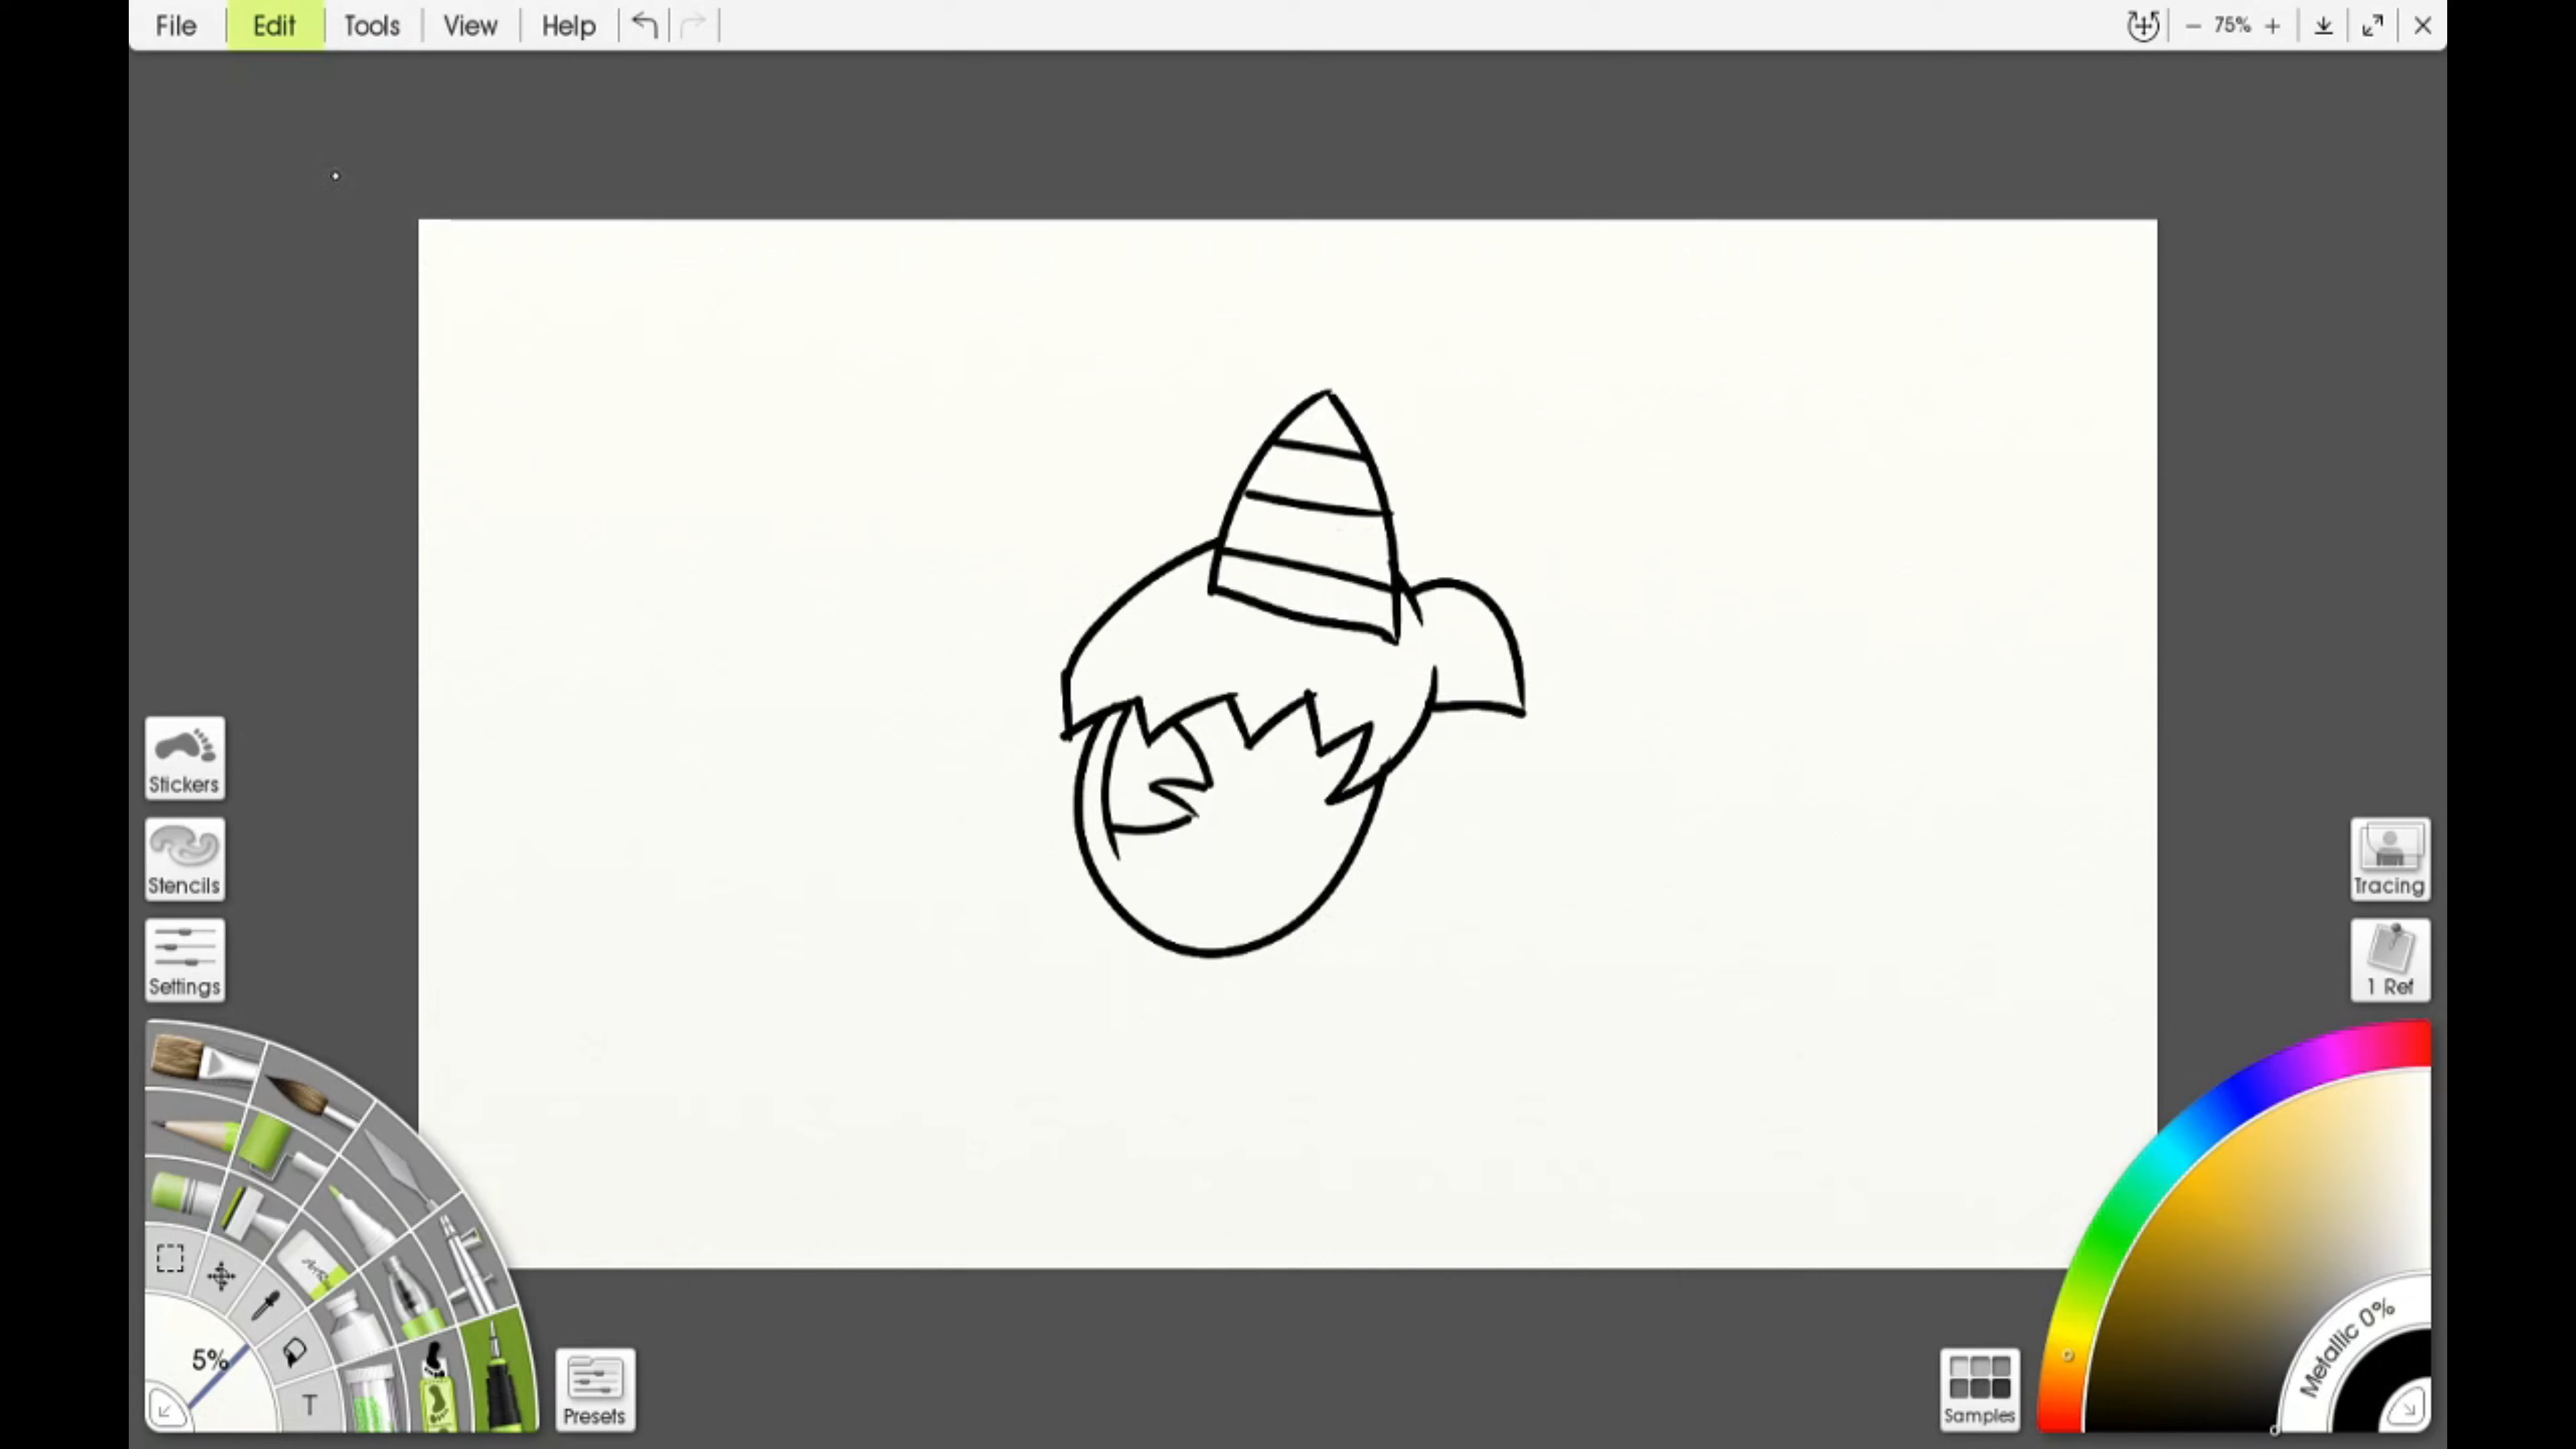 File Edit Tools View Help 75%
Stickers
Stencils
Settings
Tracing
1 Ref
5%
T
Presets
Samples
Metallic 0%